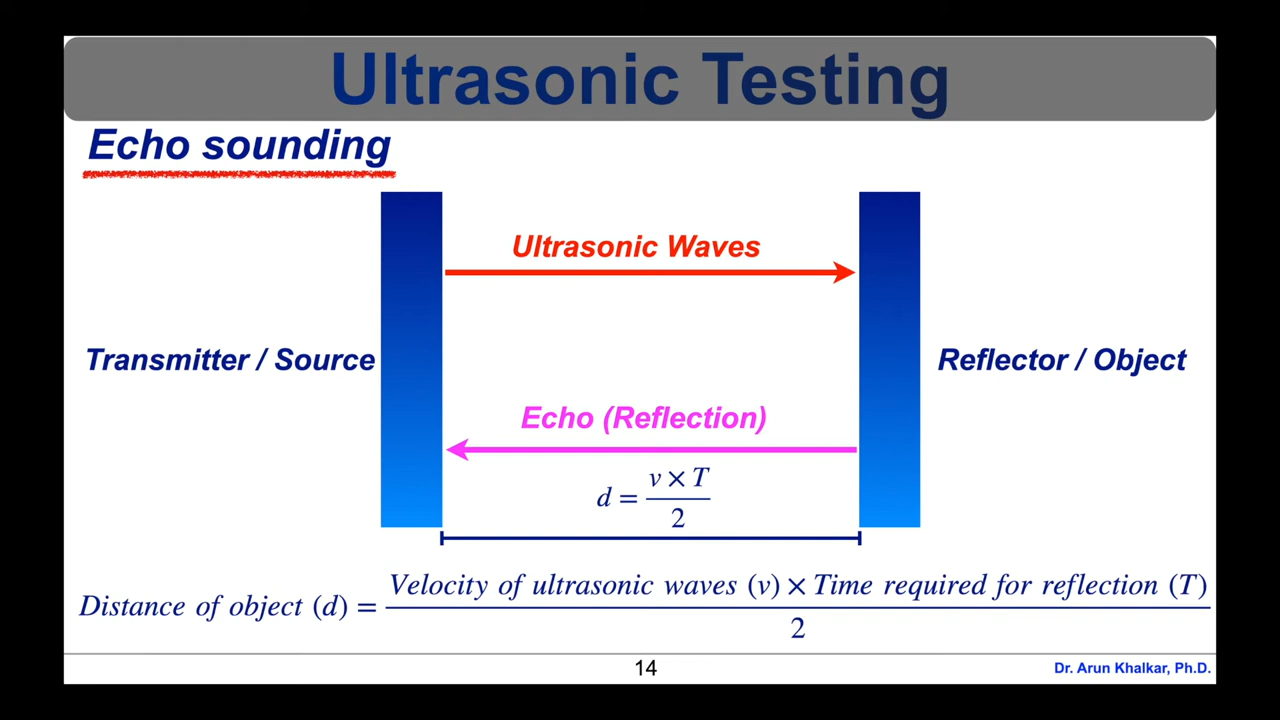 Ultrasonic Testing
Echo sounding
Ultrasonic Waves
Transmitter / Source
Reflector / Object
Echo (Reflection)
d = v × T / 2
Distance of object (d) = Velocity of ultrasonic waves (v) × Time required for reflection (T) / 2
14
Dr. Arun Khalkar, Ph.D.